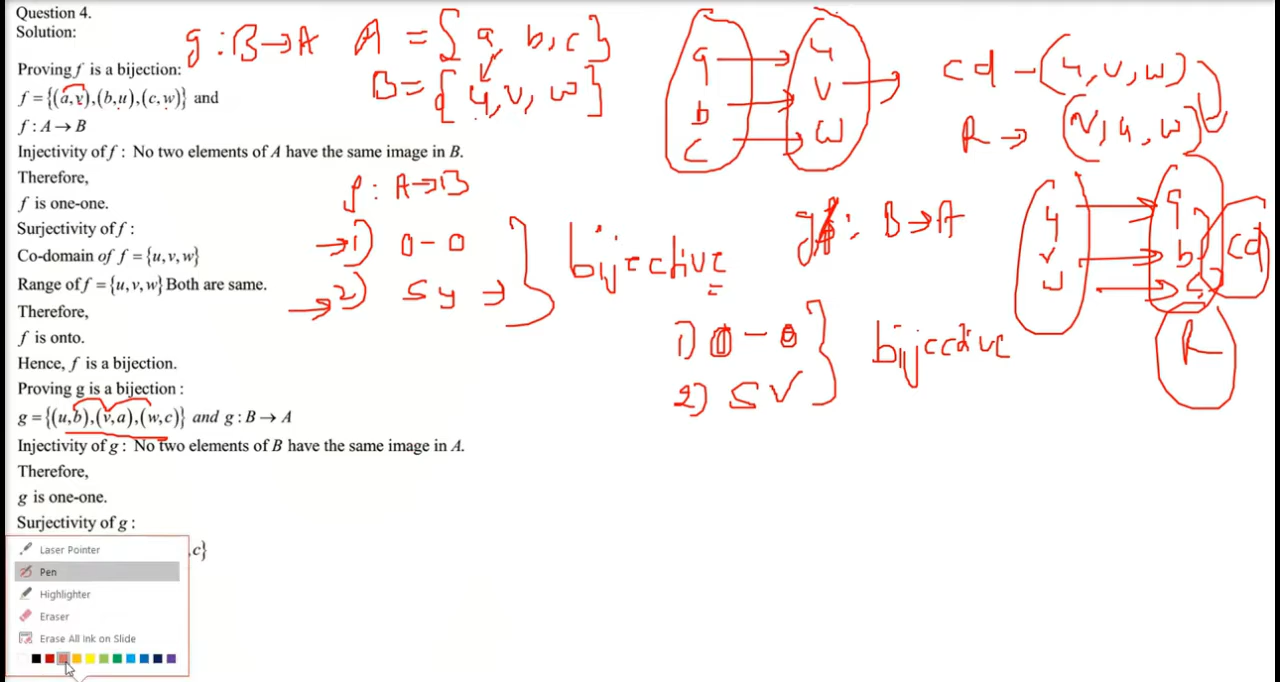 Question 4.
Solution:
g : B → A A = { a, b, c }
B = { u, v, w }
Proving f is a bijection:
f = {(a,v),(b,u),(c,w)} and
f : A → B
Injectivity of f : No two elements of A have the same image in B.
Therefore,
f is one-one.
Surjectivity of f :
Co-domain of f = {u,v,w}
Range of f = {u,v,w} Both are same.
Therefore,
f is onto.
Hence, f is a bijection.
Proving g is a bijection :
g = {(u,b),(v,a),(w,c)} and g : B → A
Injectivity of g : No two elements of B have the same image in A.
Therefore,
g is one-one.
Surjectivity of g :
,c}
f : A → B
→ 1) 0 - 0
→ 2) S y →
bijective
a u
b v
c w
cd - (u, v, w)
R → (v, u, w)
g : B → A
u a
v b
w c
cd
R
1) 0 - 0
2) S V
bijective
Laser Pointer
Pen
Highlighter
Eraser
Erase All Ink on Slide